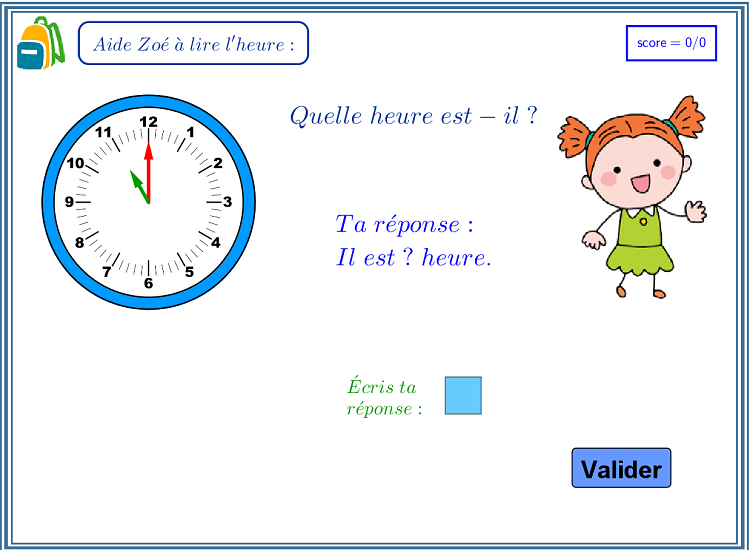 Aide Zoé à lire l'heure :
score = 0/0
Quelle heure est – il ?
12
11
1
10
2
9
3
8
4
7
5
6
Ta réponse :
Il est ? heure.
Écris ta
réponse :
Valider